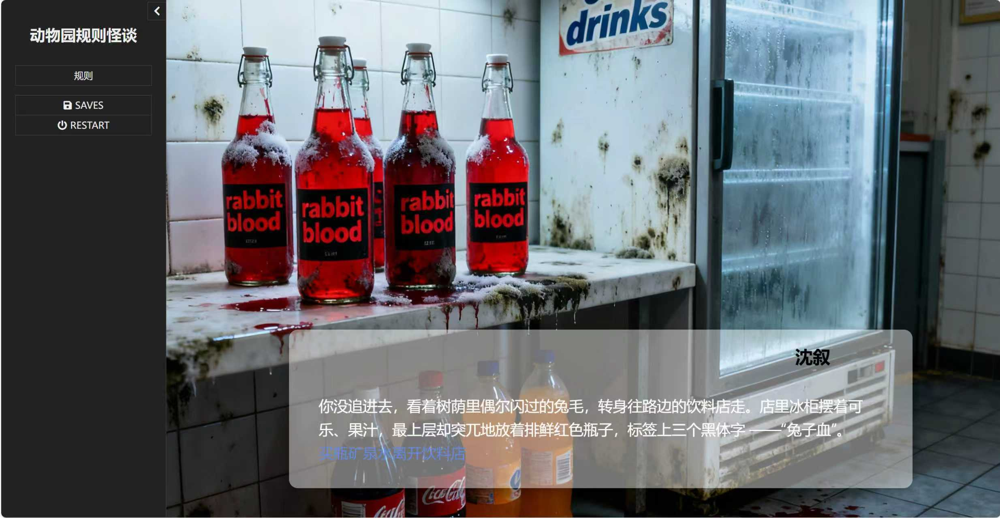 动物园规则怪谈
规则
SAVES
RESTART
drinks
rabbit
blood
rabbit
blood
rabbit
blood
rabbit
blood
沈叙
你没追进去，看着树荫里偶尔闪过的兔毛，转身往路边的饮料店走。店里冰柜摆着可
乐、果汁，最上层却突兀地放着排鲜红色瓶子，标签上三个黑体字 ——“兔子血”。
买瓶矿泉水离开饮料店